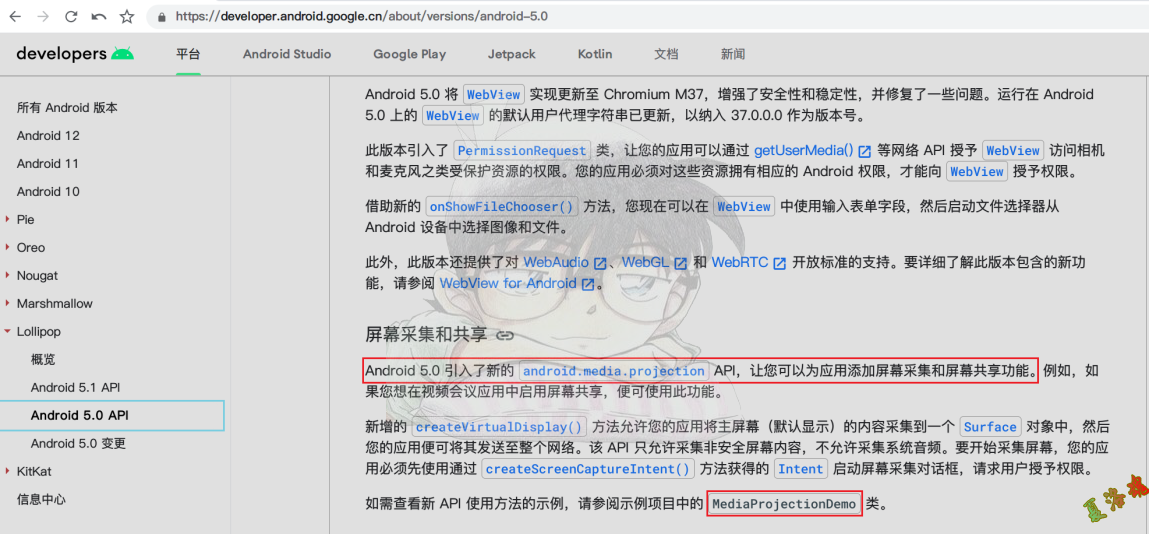 https://developer.android.google.cn/about/versions/android-5.0
developers
平台
Android Studio
Google Play
Jetpack
Kotlin
文档
新闻
所有 Android 版本
Android 12
Android 11
Android 10
Pie
Oreo
Nougat
Marshmallow
Lollipop
概览
Android 5.1 API
Android 5.0 API
Android 5.0 变更
KitKat
信息中心
Android 5.0 将 WebView 实现更新至 Chromium M37，增强了安全性和稳定性，并修复了一些问题。运行在 Android
5.0 上的 WebView 的默认用户代理字符串已更新，以纳入 37.0.0.0 作为版本号。
此版本引入了 PermissionRequest 类，让您的应用可以通过 getUserMedia() 等网络 API 授予 WebView 访问相机
和麦克风之类受保护资源的权限。您的应用必须对这些资源拥有相应的 Android 权限，才能向 WebView 授予权限。
借助新的 onShowFileChooser() 方法，您现在可以在 WebView 中使用输入表单字段，然后启动文件选择器从
Android 设备中选择图像和文件。
此外，此版本还提供了对 WebAudio、WebGL 和 WebRTC 开放标准的支持。要详细了解此版本包含的新功
能，请参阅 WebView for Android。
屏幕采集和共享
Android 5.0 引入了新的 android.media.projection API，让您可以为应用添加屏幕采集和屏幕共享功能。例如，如
果您想在视频会议应用中启用屏幕共享，便可使用此功能。
新增的 createVirtualDisplay() 方法允许您的应用将主屏幕（默认显示）的内容采集到一个 Surface 对象中，然后
您的应用便可将其发送至整个网络。该 API 只允许采集非安全屏幕内容，不允许采集系统音频。要开始采集屏幕，您的应
用必须先使用通过 createScreenCaptureIntent() 方法获得的 Intent 启动屏幕采集对话框，请求用户授予权限。
如需查看新 API 使用方法的示例，请参阅示例项目中的 MediaProjectionDemo 类。